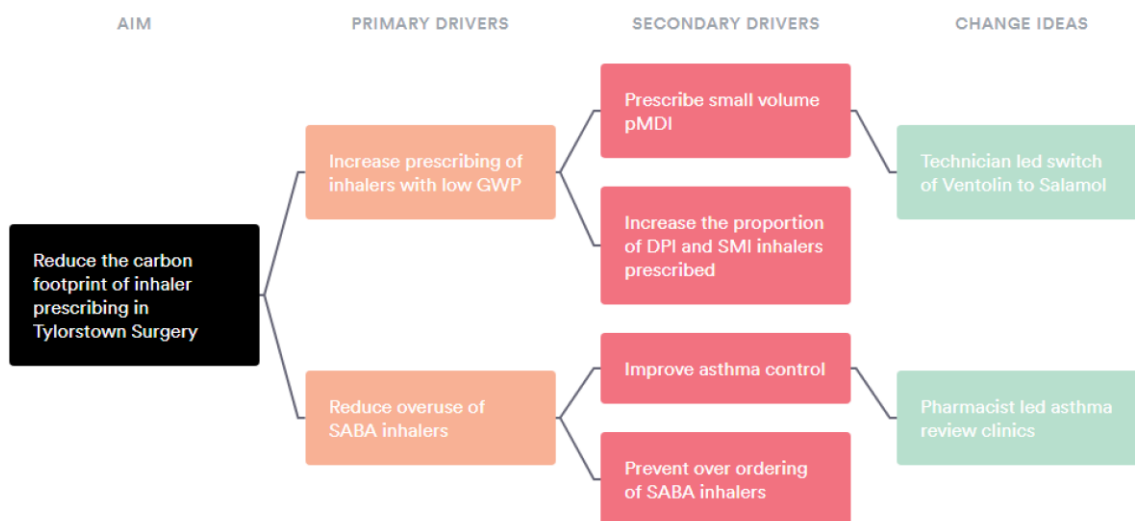 AIM
PRIMARY DRIVERS
SECONDARY DRIVERS
CHANGE IDEAS
Reduce the carbon
footprint of inhaler
prescribing in
Tylorstown Surgery
Increase prescribing of
inhalers with low GWP
Reduce overuse of
SABA inhalers
Prescribe small volume
pMDI
Increase the proportion
of DPI and SMI inhalers
prescribed
Improve asthma control
Prevent over ordering
of SABA inhalers
Technician led switch
of Ventolin to Salamol
Pharmacist led asthma
review clinics